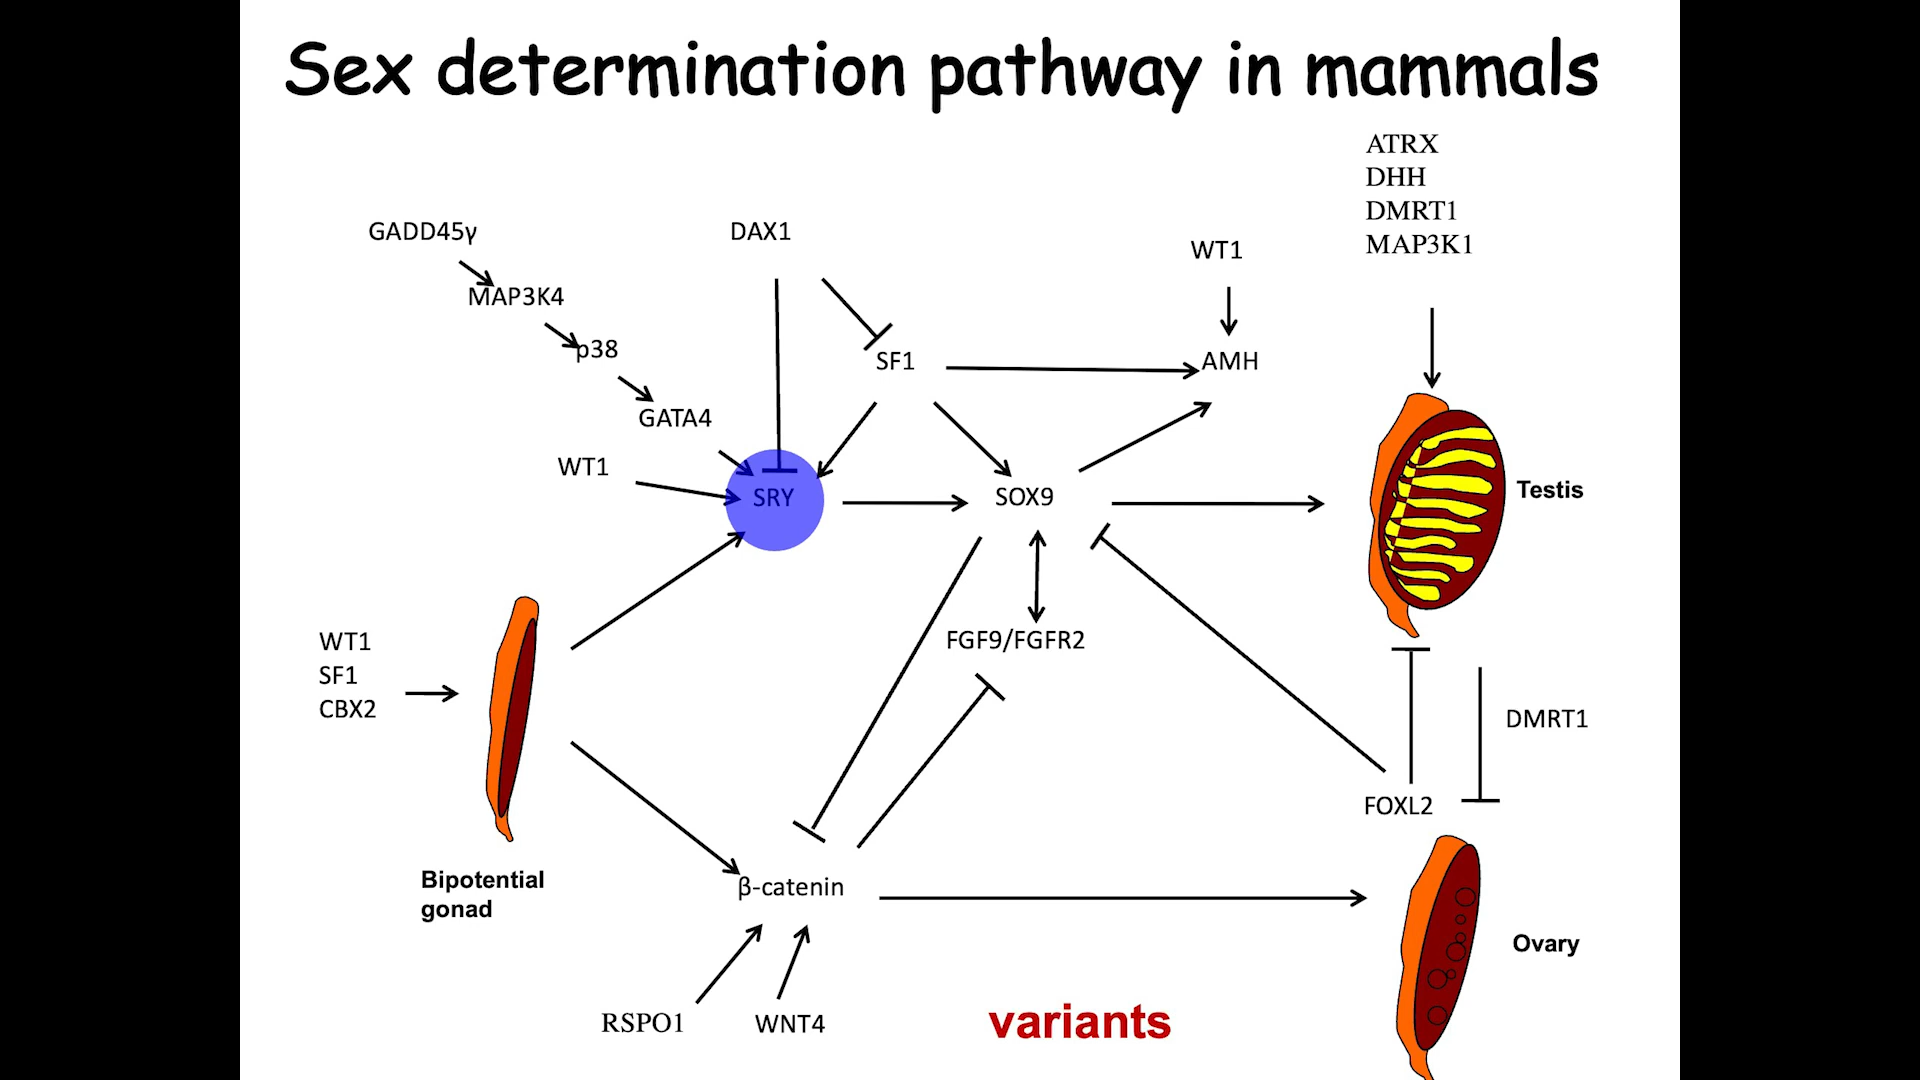 Sex determination pathway in mammals
ATRX
DHH
DMRT1
MAP3K1
GADD45γ
DAX1
WT1
MAP3K4
p38
SF1
AMH
GATA4
WT1
SRY
SOX9
Testis
FGF9/FGFR2
WT1
SF1
CBX2
DMRT1
FOXL2
Bipotential
gonad
β-catenin
Ovary
RSPO1
WNT4
variants